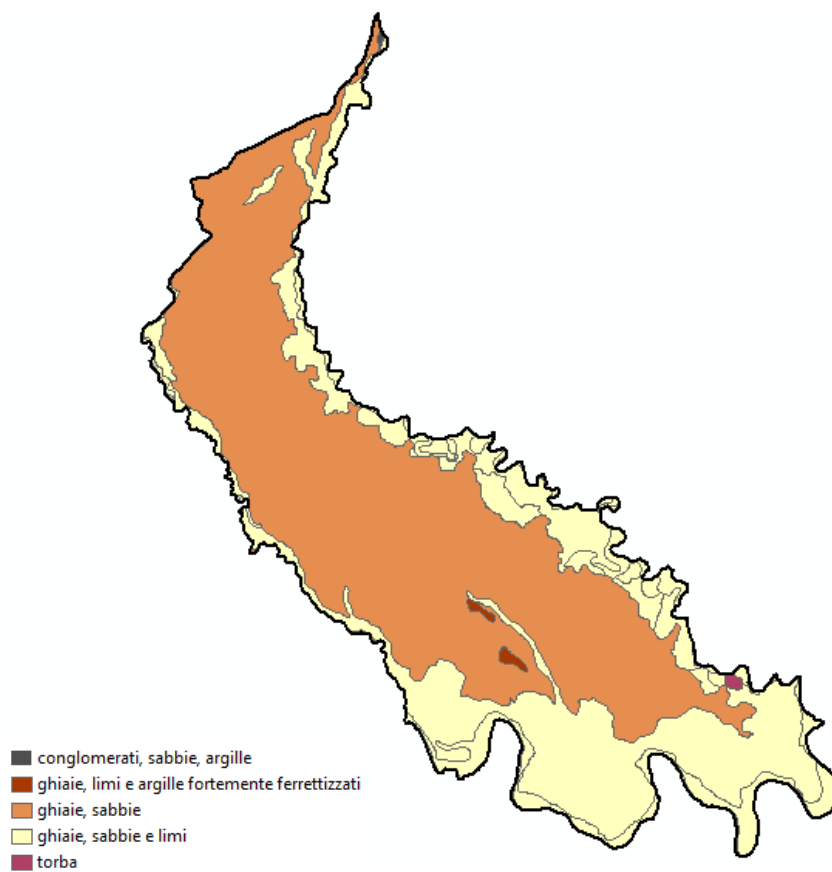 conglomerati, sabbie, argille
ghiaie, limi e argille fortemente ferrettizzati
ghiaie, sabbie
ghiaie, sabbie e limi
torba